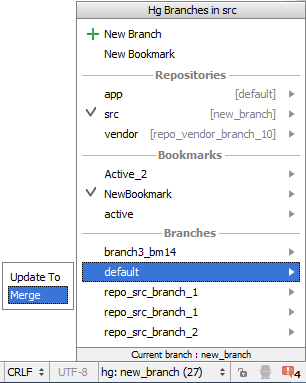 Hg Branches in src
New Branch
New Bookmark
Repositories
app [default]
src [new_branch]
vendor [repo_vendor_branch_10]
Bookmarks
Active_2
NewBookmark
active
Branches
branch3_bm14
default
repo_src_branch_1
repo_src_branch_1
repo_src_branch_2
Update To
Merge
Current branch : new_branch
CRLF UTF-8 hg: new_branch (27) 4